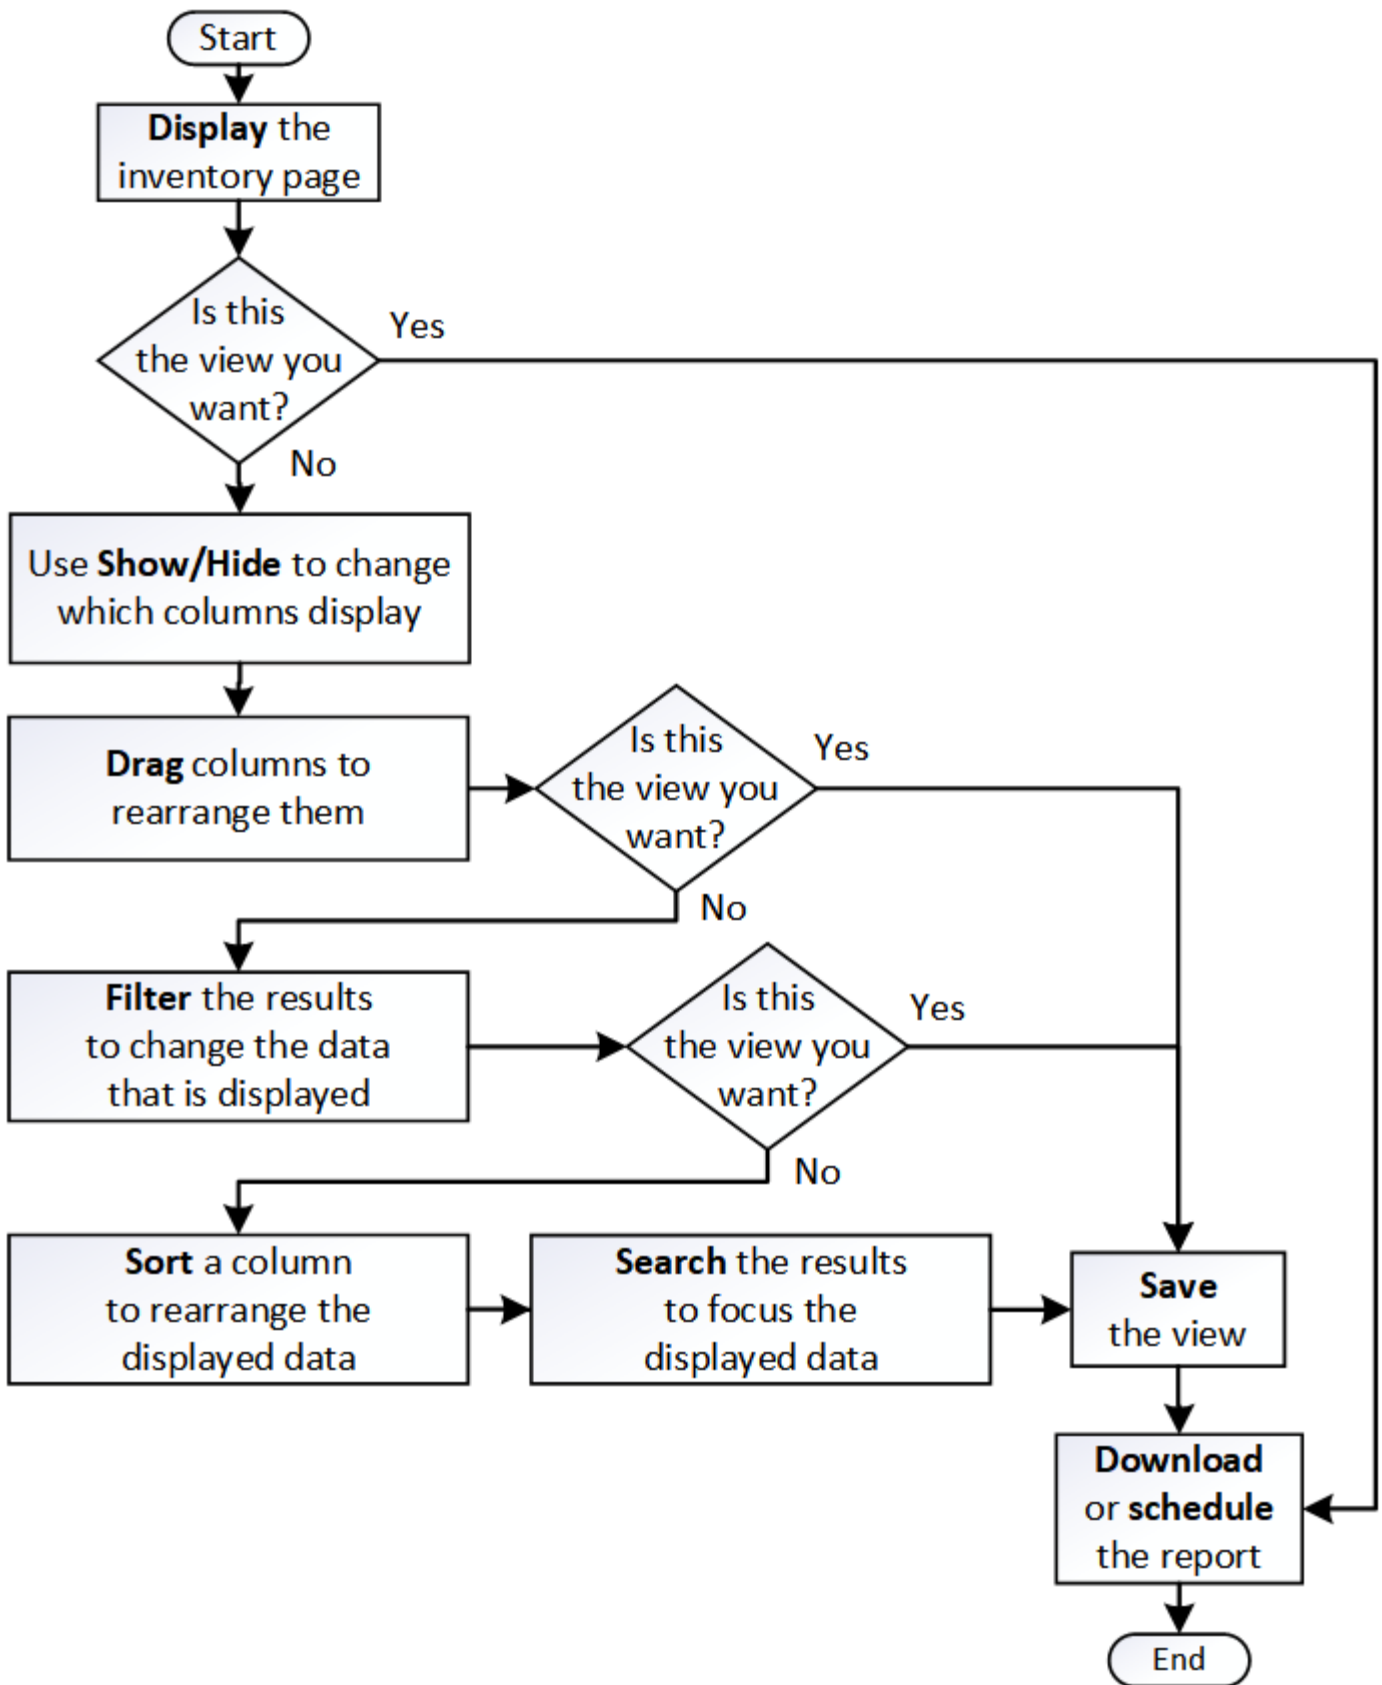 Start
Display the
inventory page
Is this
the view you
want?
Yes
No
Use Show/Hide to change
which columns display
Drag columns to
rearrange them
Is this
the view you
want?
Yes
No
Filter the results
to change the data
that is displayed
Is this
the view you
want?
Yes
No
Sort a column
to rearrange the
displayed data
Search the results
to focus the
displayed data
Save
the view
Download
or schedule
the report
End